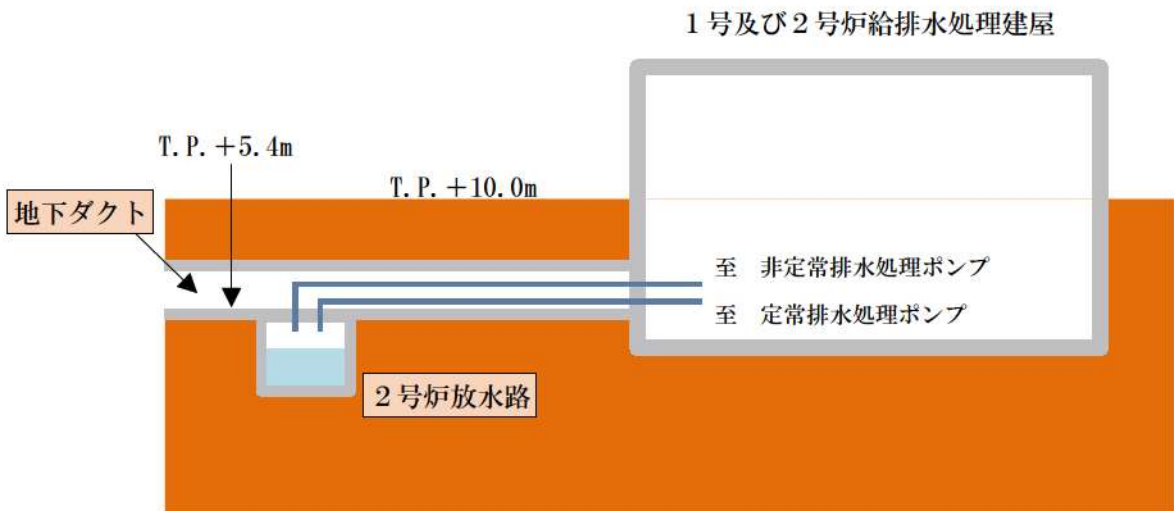 1号及び2号炉給排水処理建屋
T.P.+5.4m
T.P.+10.0m
地下ダクト
至 非定常排水処理ポンプ
至 定常排水処理ポンプ
2号炉放水路